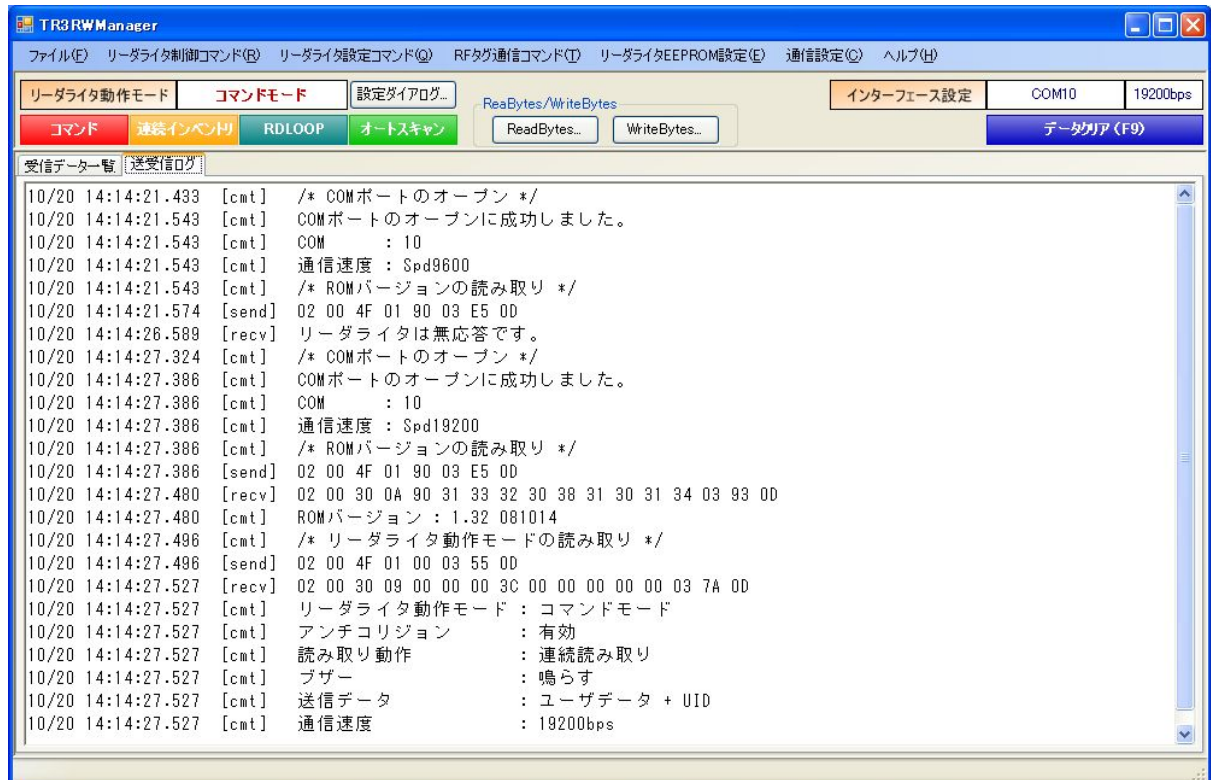 TR3RWManager
ファイル(F) リーダライタ制御コマンド(R) リーダライタ設定コマンド(Q) RFタグ通信コマンド(T) リーダライタEEPROM設定(E) 通信設定(C) ヘルプ(H)
リーダライタ動作モード コマンドモード 設定ダイアログ... ReaBytes/WriteBytes インターフェース設定 COM10 19200bps
コマンド 連続インベントリ RDLOOP オートスキャン ReadBytes... WriteBytes... データクリア(F9)
受信データ一覧 送受信ログ
10/20 14:14:21.433 [cmt] /* COMポートのオープン */
10/20 14:14:21.543 [cmt] COMポートのオープンに成功しました。
10/20 14:14:21.543 [cmt] COM : 10
10/20 14:14:21.543 [cmt] 通信速度 : Spd9600
10/20 14:14:21.543 [cmt] /* ROMバージョンの読み取り */
10/20 14:14:21.574 [send] 02 00 4F 01 90 03 E5 0D
10/20 14:14:26.589 [recv] リーダライタは無応答です。
10/20 14:14:27.324 [cmt] /* COMポートのオープン */
10/20 14:14:27.386 [cmt] COMポートのオープンに成功しました。
10/20 14:14:27.386 [cmt] COM : 10
10/20 14:14:27.386 [cmt] 通信速度 : Spd19200
10/20 14:14:27.386 [cmt] /* ROMバージョンの読み取り */
10/20 14:14:27.386 [send] 02 00 4F 01 90 03 E5 0D
10/20 14:14:27.480 [recv] 02 00 30 0A 90 31 33 32 30 38 31 30 31 34 03 93 0D
10/20 14:14:27.480 [cmt] ROMバージョン : 1.32 081014
10/20 14:14:27.496 [cmt] /* リーダライタ動作モードの読み取り */
10/20 14:14:27.496 [send] 02 00 4F 01 00 03 55 0D
10/20 14:14:27.527 [recv] 02 00 30 09 00 00 00 3C 00 00 00 00 00 03 7A 0D
10/20 14:14:27.527 [cmt] リーダライタ動作モード : コマンドモード
10/20 14:14:27.527 [cmt] アンチコリジョン : 有効
10/20 14:14:27.527 [cmt] 読み取り動作 : 連続読み取り
10/20 14:14:27.527 [cmt] ブザー : 鳴らす
10/20 14:14:27.527 [cmt] 送信データ : ユーザデータ + UID
10/20 14:14:27.527 [cmt] 通信速度 : 19200bps